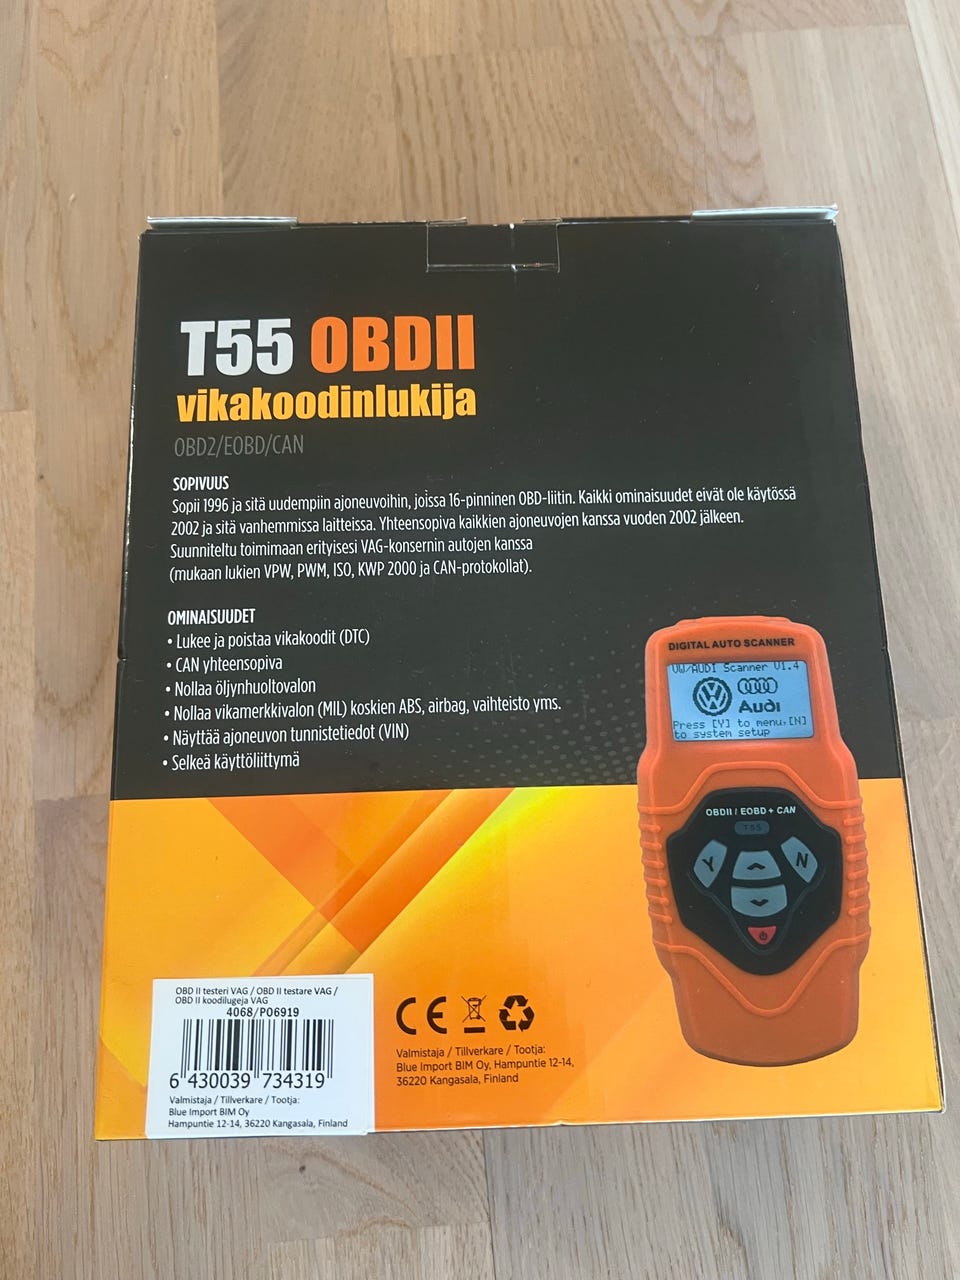 T55 OBDII
vikakoodinlukija
OBD2/EOBD/CAN
SOPIVUUS
Sopii 1996 ja sitä uudempiin ajoneuvoihin, joissa 16-pinninen OBD-liitin. Kaikki ominaisuudet eivät ole käytössä
2002 ja sitä vanhemmissa laitteissa. Yhteensopiva kaikkien ajoneuvojen kanssa vuoden 2002 jälkeen.
Suunniteltu toimimaan erityisesi VAG-konsernin autojen kanssa
(mukaan lukien VPW, PWM, ISO, KWP 2000 ja CAN-protokollat).
OMINAISUUDET
• Lukee ja poistaa vikakoodit (DTC)
• CAN yhteensopiva
• Nollaa öljynhuoltovalon
• Nollaa vikamerkkivalon (MIL) koskien ABS, airbag, vaihteisto yms.
• Näyttää ajoneuvon tunnistetiedot (VIN)
• Selkeä käyttöliittymä
DIGITAL AUTO SCANNER
VW/AUDI Scanner V1.4
Audi
Press [Y] to menu,[N]
to system setup
OBDII / EOBD + CAN
T55
Y N
OBD II testeri VAG / OBD II testare VAG /
OBD II koodilugeja VAG
4068/P06919
6 430039 734319
Valmistaja / Tillverkare / Tootja:
Blue Import BIM Oy
Hampuntie 12-14, 36220 Kangasala, Finland
CE
Valmistaja / Tillverkare / Tootja:
Blue Import BIM Oy, Hampuntie 12-14,
36220 Kangasala, Finland